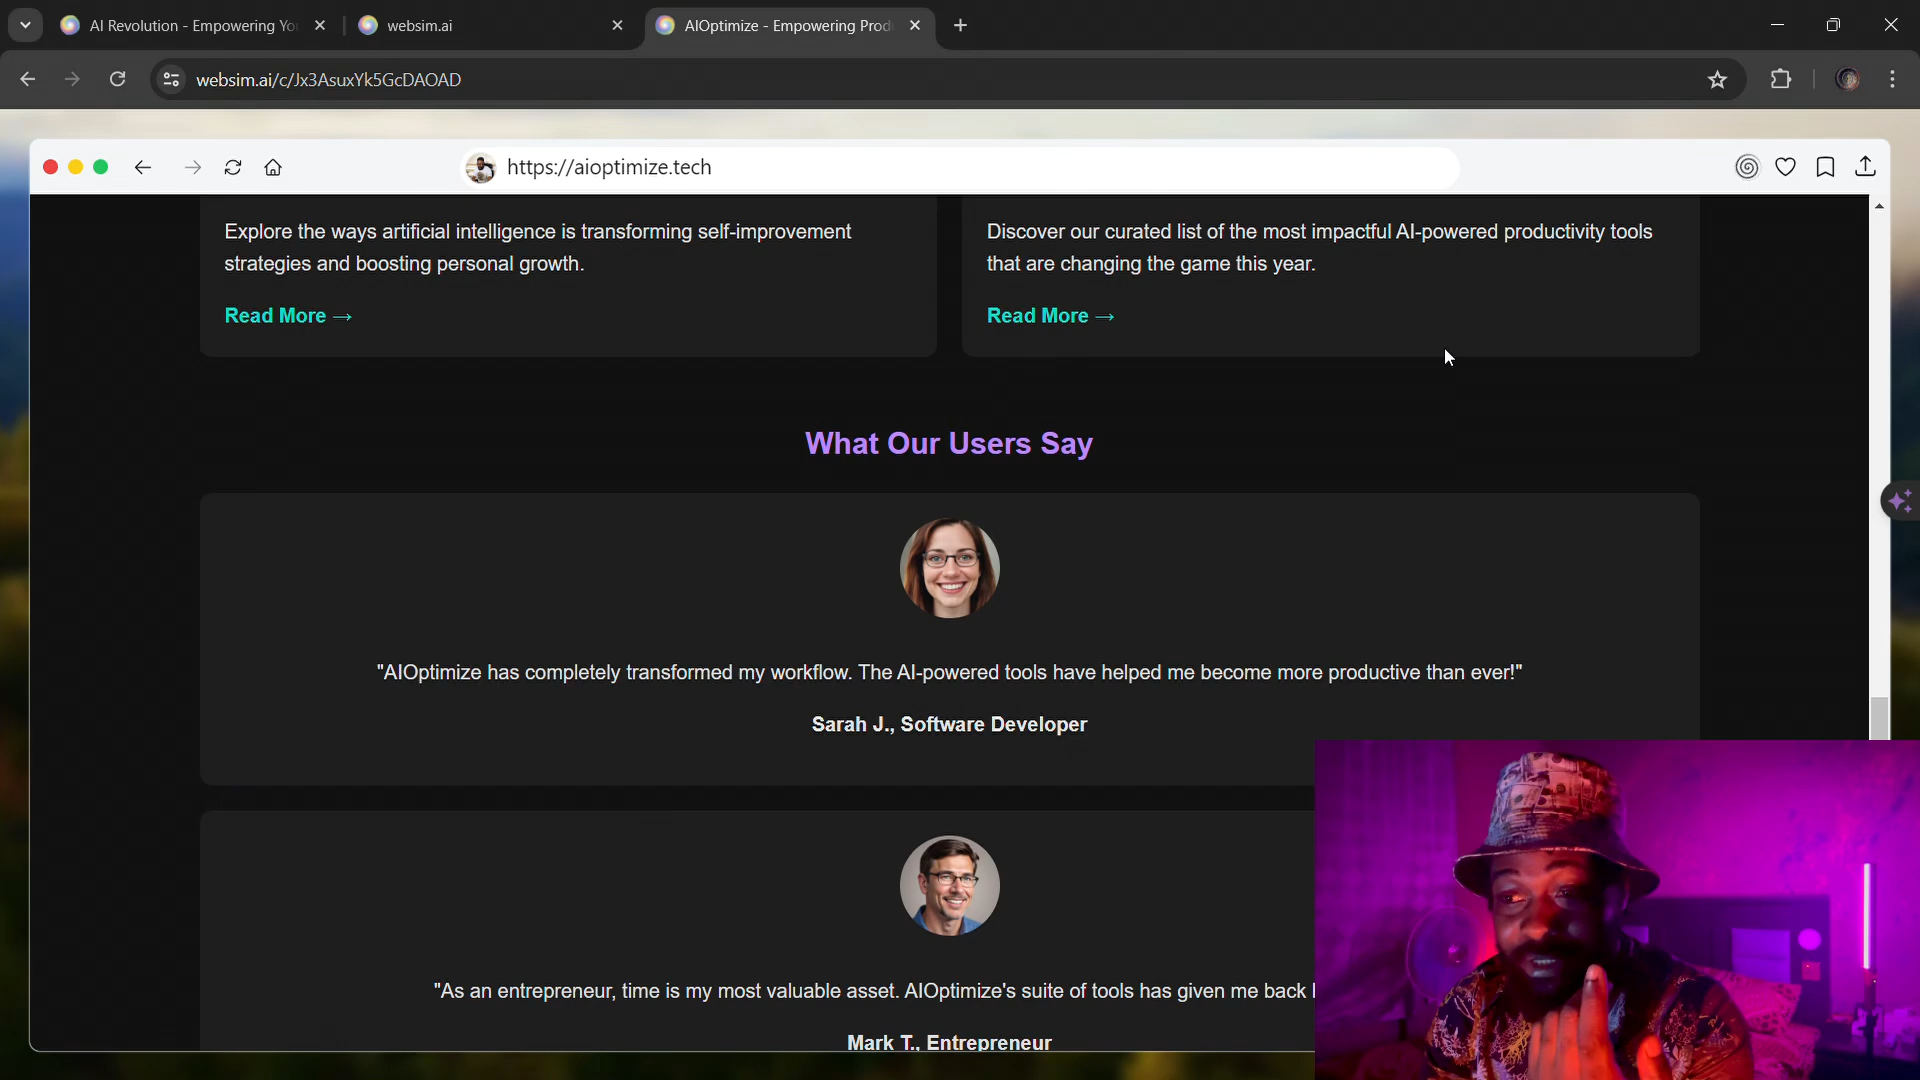 AI Revolution - Empowering Yo
websim.ai
AIOptimize - Empowering Prod
websim.ai/c/Jx3AsuxYk5GcDAOAD
https://aioptimize.tech
Explore the ways artificial intelligence is transforming self-improvement
strategies and boosting personal growth.
Read More →
Discover our curated list of the most impactful AI-powered productivity tools
that are changing the game this year.
Read More →
What Our Users Say
"AIOptimize has completely transformed my workflow. The AI-powered tools have helped me become more productive than ever!"
Sarah J., Software Developer
"As an entrepreneur, time is my most valuable asset. AIOptimize's suite of tools has given me back
Mark T., Entrepreneur